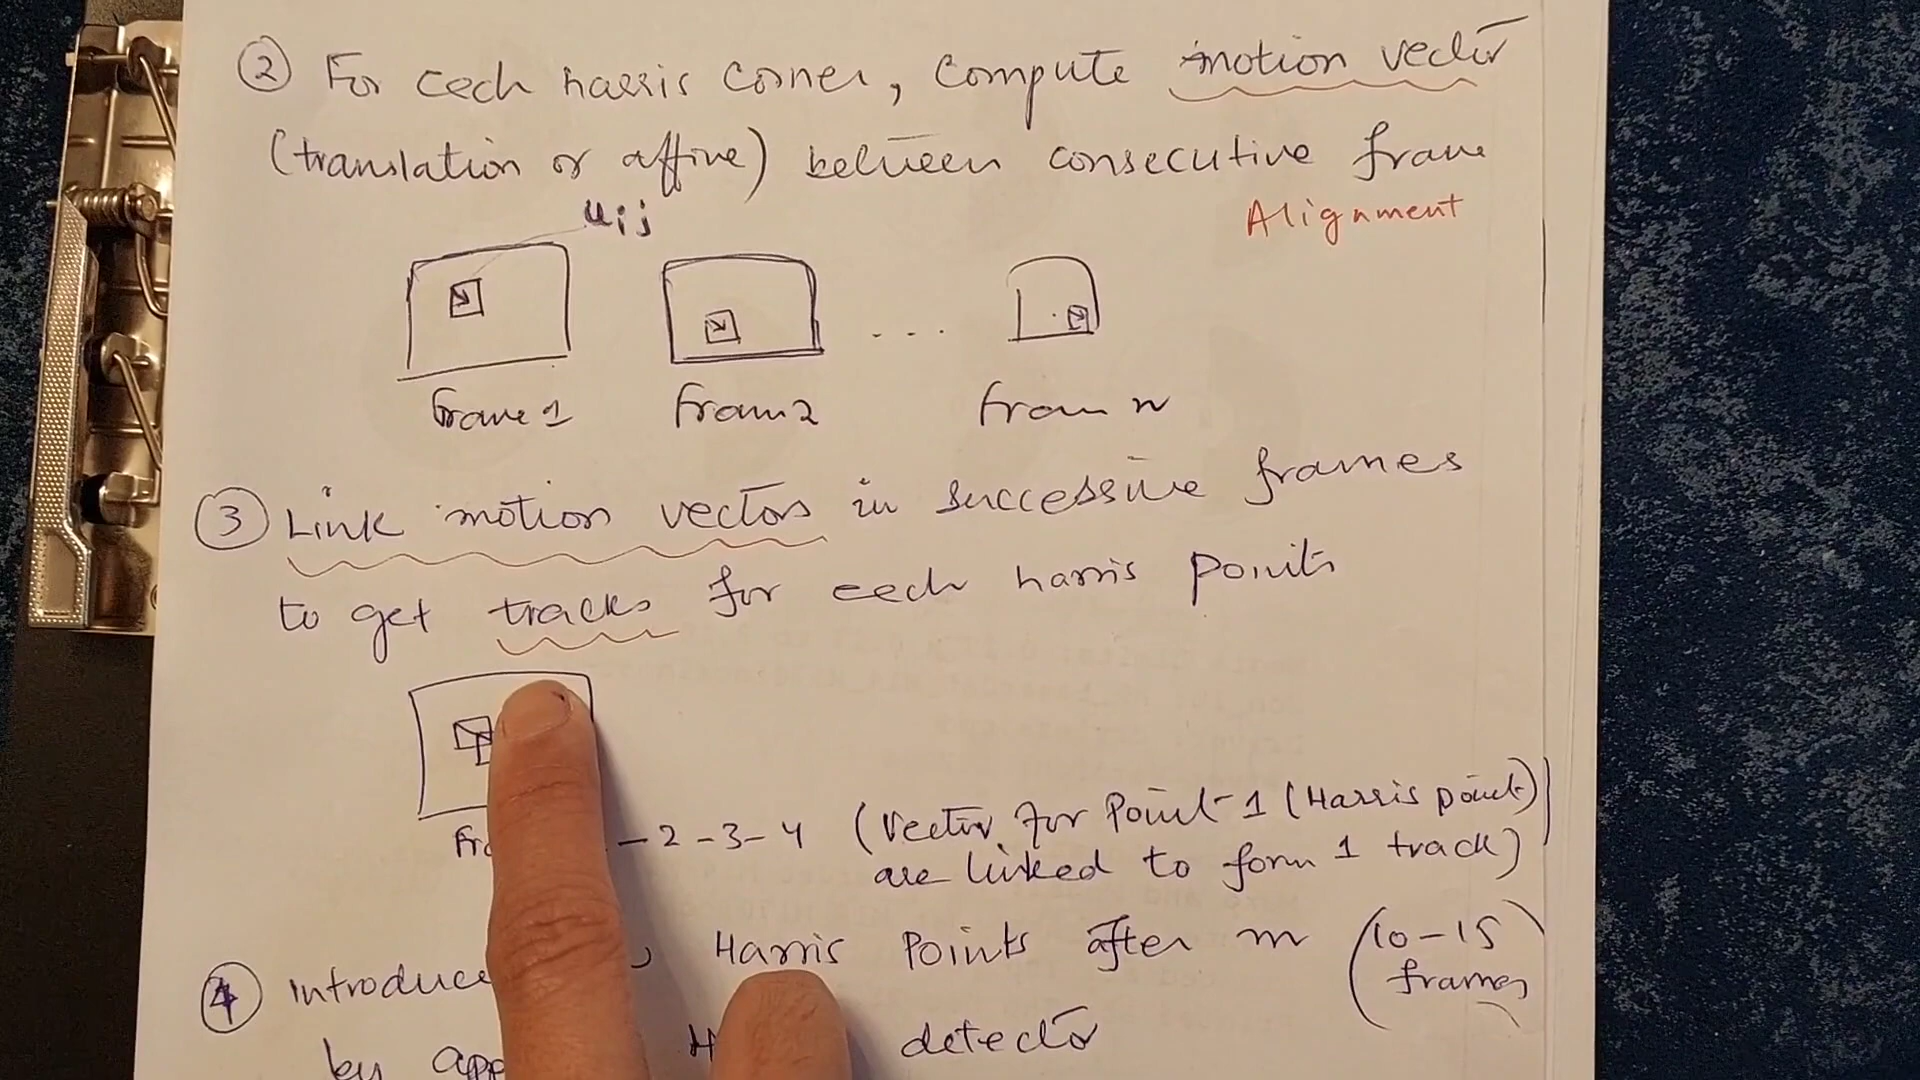 ② For each harris corner, compute motion vector
(translation or affine) between consecutive frame
Alignment
uij
Frame 1 Fram 2 ... Fram n
③ Link motion vectors in successive frames
to get tracks for each harris points
- 2 - 3 - 4 (Vector for Point-1 (Harris point)
are linked to form 1 track)
④ introduce Harris Points after m (10-15
frames
by detector